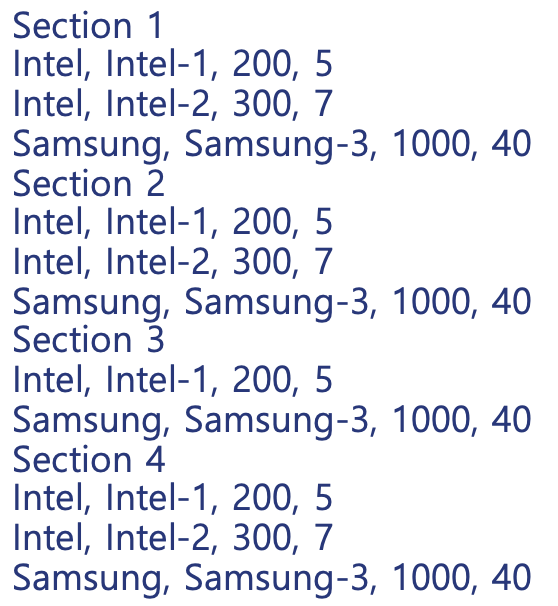 Section 1
Intel, Intel-1, 200, 5
Intel, Intel-2, 300, 7
Samsung, Samsung-3, 1000, 40
Section 2
Intel, Intel-1, 200, 5
Intel, Intel-2, 300, 7
Samsung, Samsung-3, 1000, 40
Section 3
Intel, Intel-1, 200, 5
Samsung, Samsung-3, 1000, 40
Section 4
Intel, Intel-1, 200, 5
Intel, Intel-2, 300, 7
Samsung, Samsung-3, 1000, 40